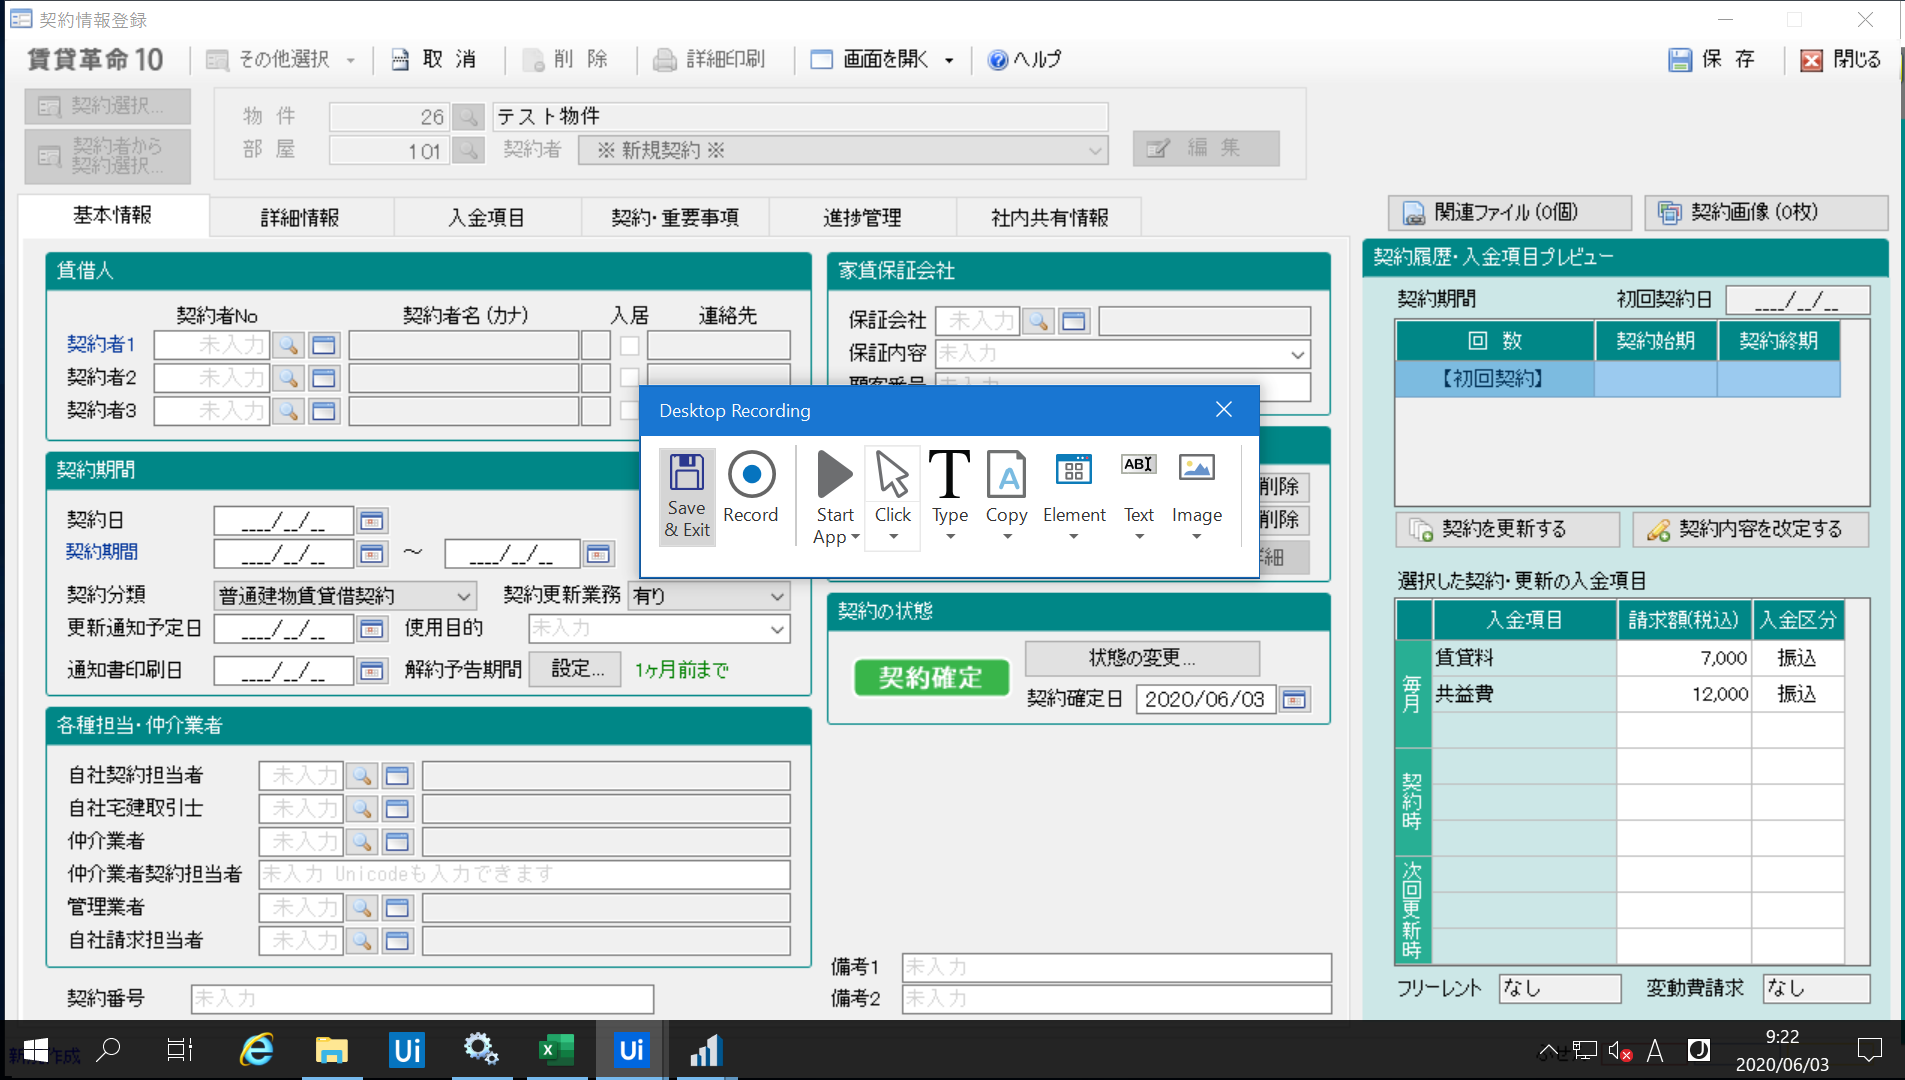 契約情報登録
賃貸革命10
その他選択
取 消
削 除
詳細印刷
画面を開く
ヘルプ
保 存
閉じる
契約選択...
契約者から
契約選択...
物 件
26
テスト物件
部 屋
101
契約者
※ 新規契約 ※
編 集
基本情報
詳細情報
入金項目
契約・重要事項
進捗管理
社内共有情報
関連ファイル (0個)
契約画像 (0枚)
賃借人
契約者No
契約者名 (カナ)
入居
連絡先
契約者1
未入力
契約者2
未入力
契約者3
未入力
家賃保証会社
保証会社
未入力
保証内容
未入力
顧客番号
未入力
Desktop Recording
Save
& Exit
Record
Start
App
Click
Type
Copy
Element
ABI
Text
Image
削除
削除
詳細
契約期間
契約日
____/__/__
契約期間
____/__/__
～
____/__/__
契約分類
普通建物賃貸借契約
契約更新業務
有り
更新通知予定日
____/__/__
使用目的
未入力
通知書印刷日
____/__/__
解約予告期間
設定...
1ヶ月前まで
契約の状態
契約確定
状態の変更...
契約確定日
2020/06/03
各種担当・仲介業者
自社契約担当者
未入力
自社宅建取引士
未入力
仲介業者
未入力
仲介業者契約担当者
未入力 Unicodeも入力できます
管理業者
未入力
自社請求担当者
未入力
契約番号
未入力
備考1
未入力
備考2
未入力
契約履歴・入金項目プレビュー
契約期間
初回契約日
____/__/__
回 数
契約始期
契約終期
【初回契約】
契約を更新する
契約内容を改定する
選択した契約・更新の入金項目
入金項目
請求額(税込)
入金区分
毎月
賃貸料
7,000
振込
共益費
12,000
振込
契約時
次回更新時
フリーレント
なし
変動費請求
なし
Ui
Ui
A
J
9:22
2020/06/03